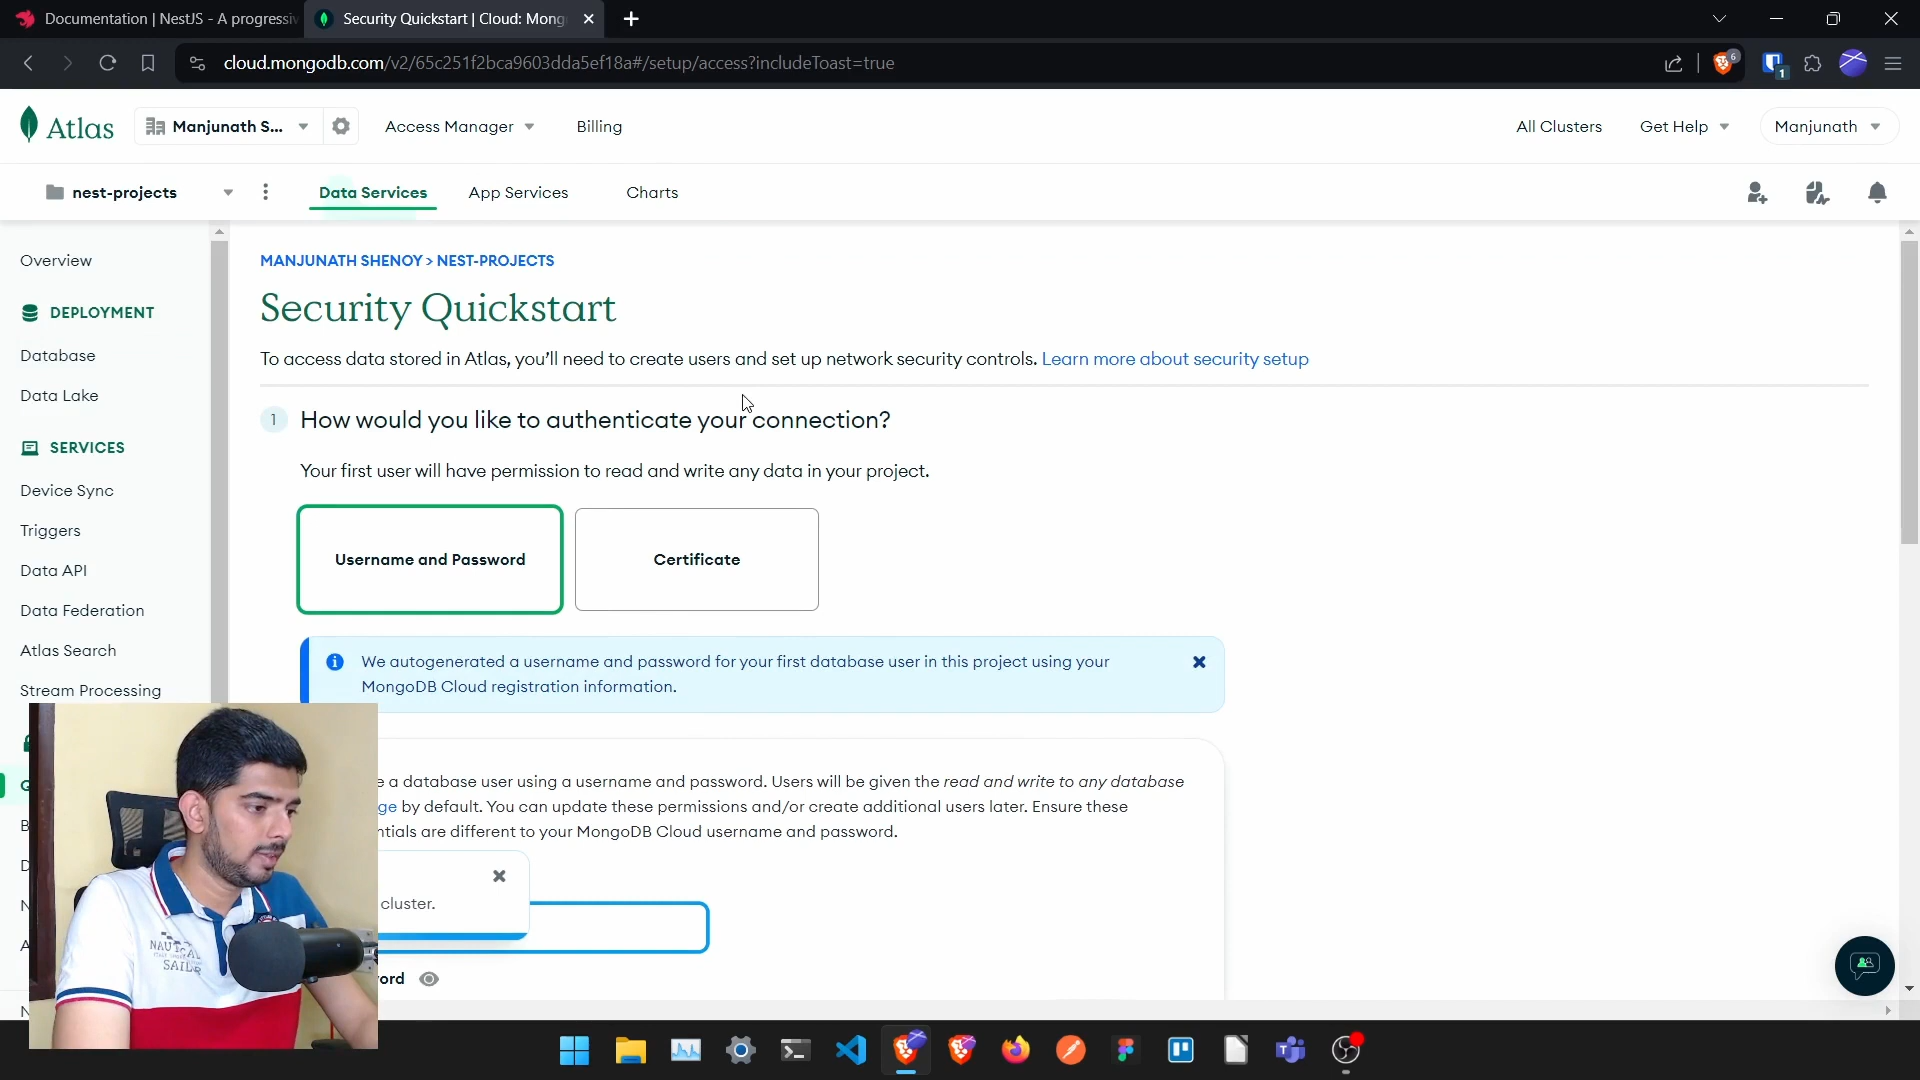 Documentation | NestJS - A progressiv
Security Quickstart | Cloud: Mong
cloud.mongodb.com/v2/65c251f2bca9603dda5ef18a#/setup/access?includeToast=true
6
1
Atlas
Manjunath S...
Access Manager
Billing
All Clusters
Get Help
Manjunath
nest-projects
Data Services
App Services
Charts
Overview
DEPLOYMENT
Database
Data Lake
SERVICES
Device Sync
Triggers
Data API
Data Federation
Atlas Search
Stream Processing
MANJUNATH SHENOY > NEST-PROJECTS
Security Quickstart
To access data stored in Atlas, you’ll need to create users and set up network security controls. Learn more about security setup
1 How would you like to authenticate your connection?
Your first user will have permission to read and write any data in your project.
Username and Password
Certificate
We autogenerated a username and password for your first database user in this project using your
MongoDB Cloud registration information.
e a database user using a username and password. Users will be given the read and write to any database
ge by default. You can update these permissions and/or create additional users later. Ensure these
ntials are different to your MongoDB Cloud username and password.
cluster.
ord
NAUTICAL
SAILR